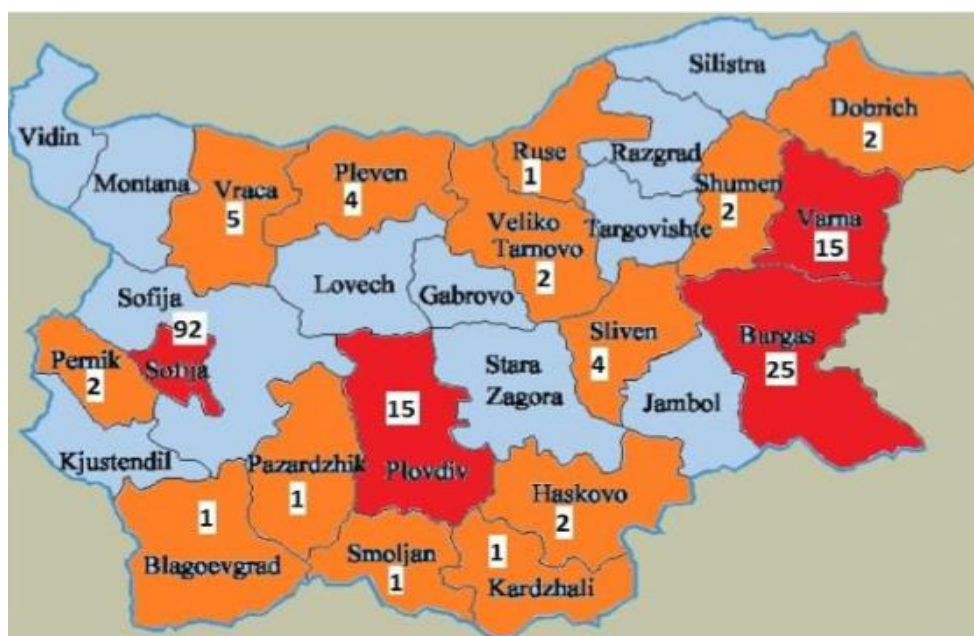 Silistra
Dobrich
2
Vidin
Ruse
1
Razgrad
Montana
Vraca
5
Pleven
4
Shumen
2
Veliko
Tarnovo
2
Targovishte
Varna
15
Lovech
Gabrovo
Sofija
92
Sofija
Pernik
2
Sliven
4
Bargas
25
Stara
Zagora
Jambol
15
Plovdiv
Kjustendil
Pazardzhik
1
Haskovo
2
1
Blagoevgrad
Smoljan
1
1
Kardzhali